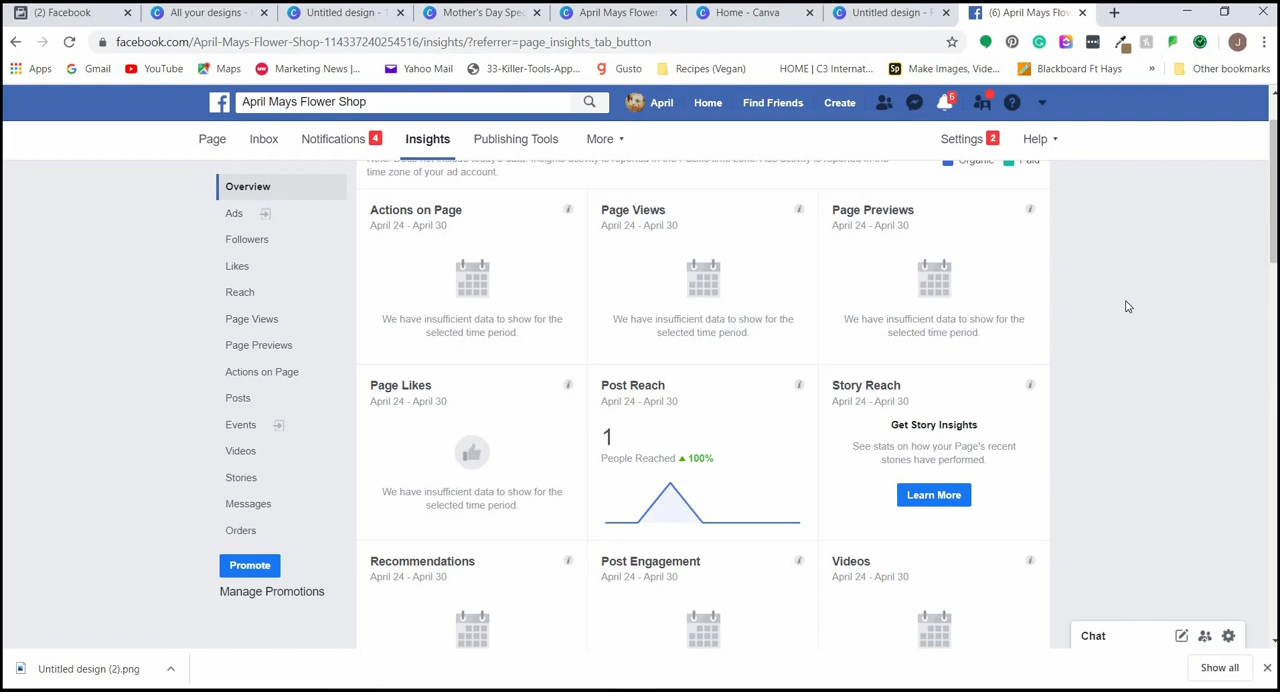 (2) Facebook
All your designs -
Untitled design - 1
Mother's Day Spec
April Mays Flower
Home - Canva
Untitled design - F
(6) April Mays Flow
facebook.com/April-Mays-Flower-Shop-114337240254516/insights/?referer=page_insights_tab_button
J
Apps
Gmail
YouTube
Maps
Marketing News |...
Yahoo Mail
33-Killer-Tools-App...
Gusto
Recipes (Vegan)
HOME | C3 Internat...
Make Images, Vide...
Blackboard Ft Hays
»
Other bookmarks
April Mays Flower Shop
April
Home
Find Friends
Create
6
Page
Inbox
Notifications 4
Insights
Publishing Tools
More
Settings 2
Help
Organic
Paid
time zone of your ad account.
Overview
Ads
Followers
Likes
Reach
Page Views
Page Previews
Actions on Page
Posts
Events
Videos
Stories
Messages
Orders
Promote
Manage Promotions
Actions on Page
April 24 - April 30
We have insufficient data to show for the
selected time period.
Page Views
April 24 - April 30
We have insufficient data to show for the
selected time period.
Page Previews
April 24 - April 30
We have insufficient data to show for the
selected time period.
Page Likes
April 24 - April 30
We have insufficient data to show for the
selected time period.
Post Reach
April 24 - April 30
1
People Reached ▲ 100%
Story Reach
April 24 - April 30
Get Story Insights
See stats on how your Page's recent
stories have performed.
Learn More
Recommendations
April 24 - April 30
Post Engagement
April 24 - April 30
Videos
April 24 - April 30
Chat
Untitled design (2).png
Show all